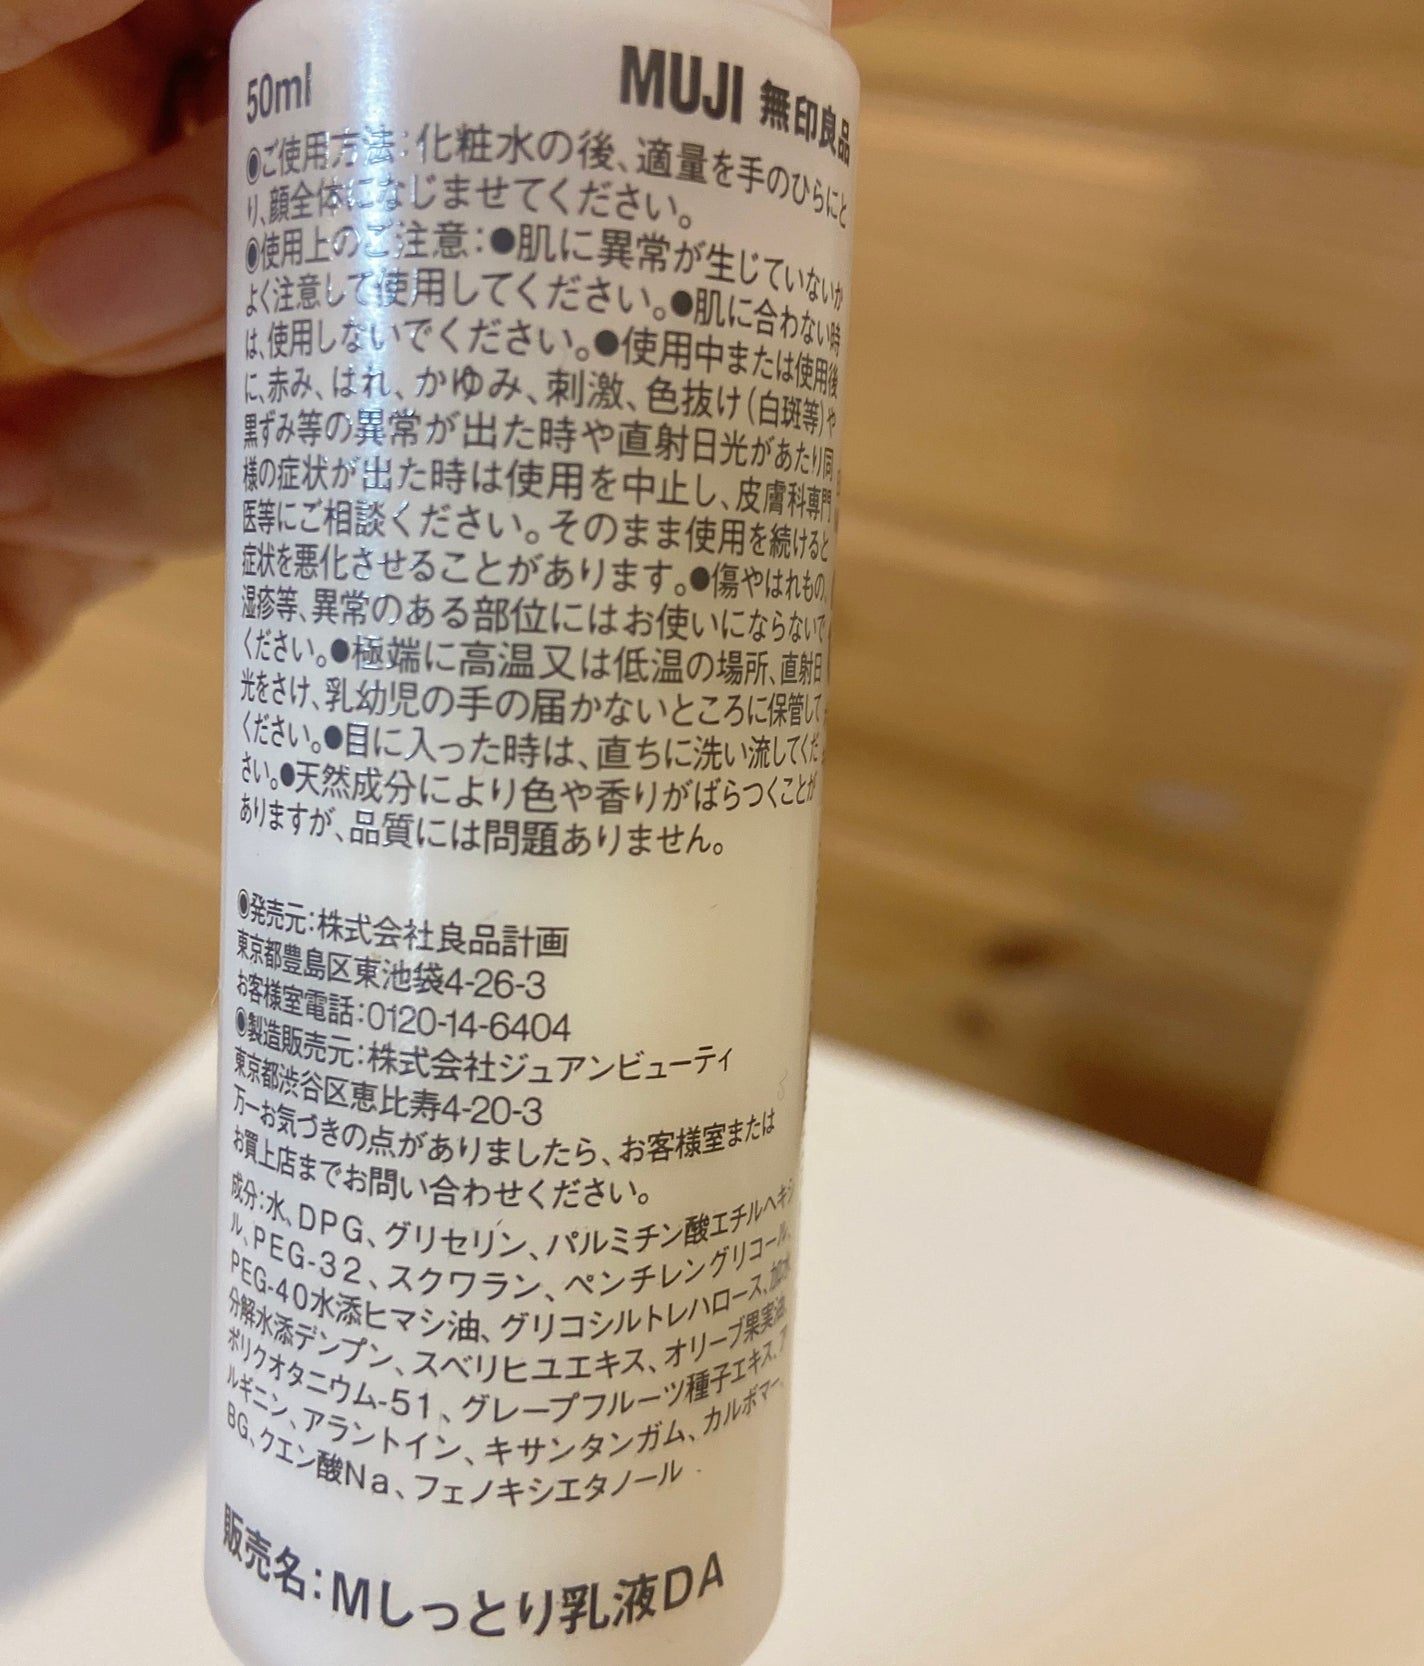 50ml
MUJI 無印良品
◉ご使用方法：化粧水の後、適量を手のひらにと
り、顔全体になじませてください。
◉使用上のご注意：●肌に異常が生じていないか
よく注意して使用してください。●肌に合わない時
は、使用しないでください。●使用中または使用後
に、赤み、はれ、かゆみ、刺激、色抜け（白斑等）や
黒ずみ等の異常が出た時や直射日光があたり同
様の症状が出た時は使用を中止し、皮膚科専門
医等にご相談ください。そのまま使用を続けると
症状を悪化させることがあります。●傷やはれもの、
湿疹等、異常のある部位にはお使いにならないで
ください。●極端に高温又は低温の場所、直射日
光をさけ、乳幼児の手の届かないところに保管して
ください。●目に入った時は、直ちに洗い流してくだ
さい。●天然成分により色や香りがばらつくことが
ありますが、品質には問題ありません。
◉発売元：株式会社良品計画
東京都豊島区東池袋4-26-3
お客様室電話：0120-14-6404
◉製造販売元：株式会社ジュアンビューティ
東京都渋谷区恵比寿4-20-3
万一お気づきの点がありましたら、お客様室または
お買上店までお問い合わせください。
成分：水、DPG、グリセリン、パルミチン酸エチルヘキシ
ル、PEG-32、スクワラン、ペンチレングリコール、
PEG-40水添ヒマシ油、グリコシルトレハロース、加水
分解水添デンプン、スベリヒユエキス、オリーブ果実油、
ポリクオタニウム-51、グレープフルーツ種子エキス、ア
ルギニン、アラントイン、キサンタンガム、カルボマー、
BG、クエン酸Na、フェノキシエタノール
販売名：Mしっとり乳液DA